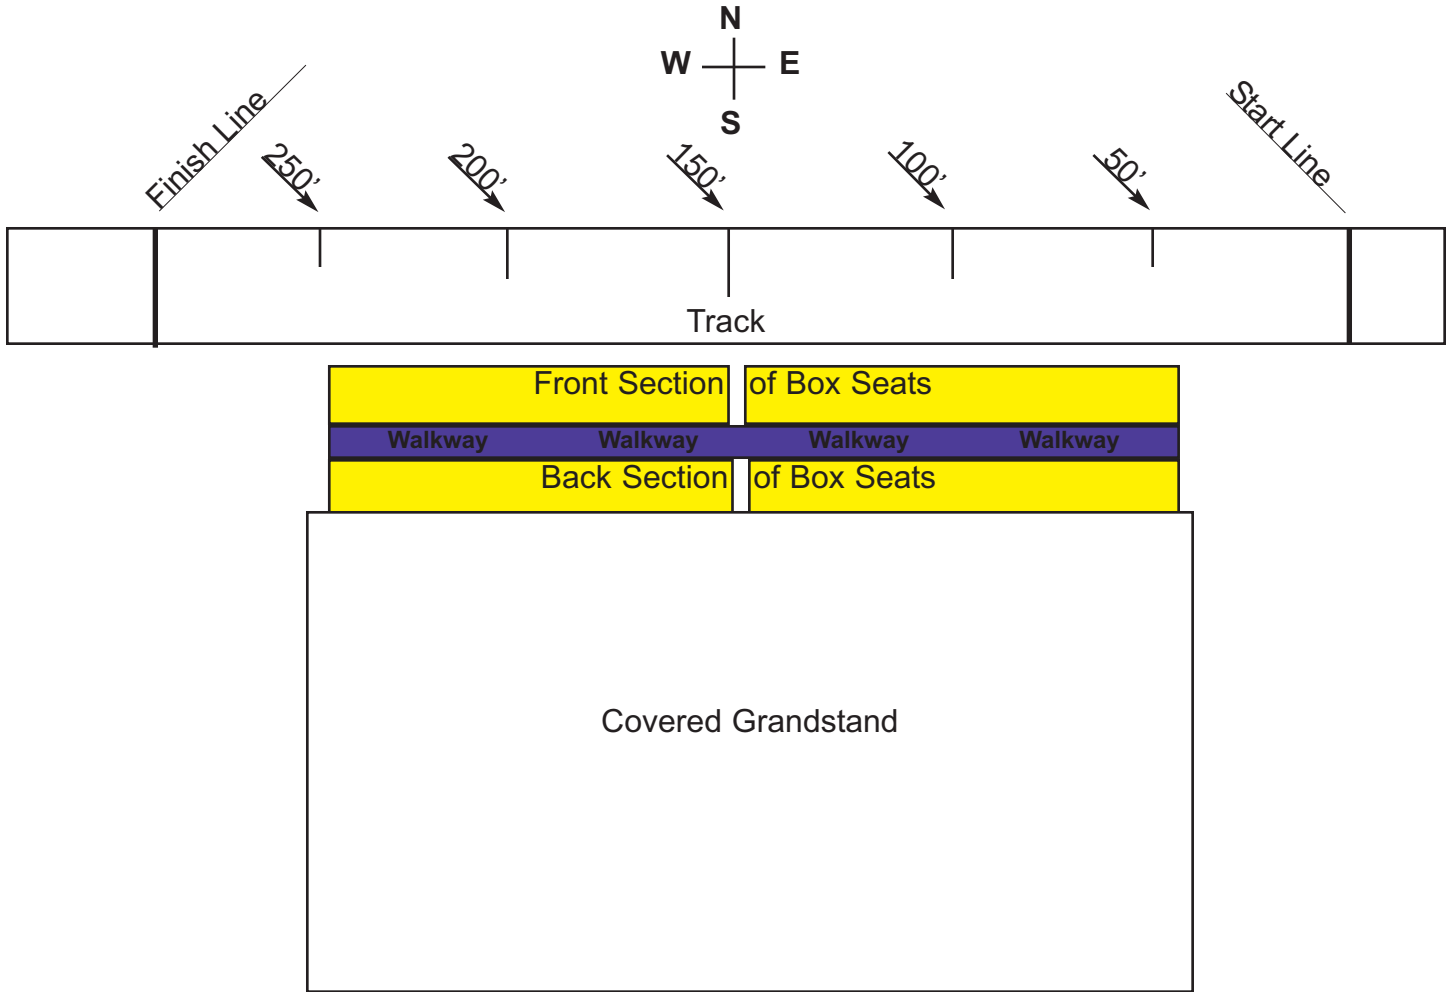 N
W E
S
Finish Line
250’
200’
150’
100’
50’
Start Line
Track
Front Section of Box Seats
Walkway Walkway Walkway Walkway
Back Section of Box Seats
Covered Grandstand